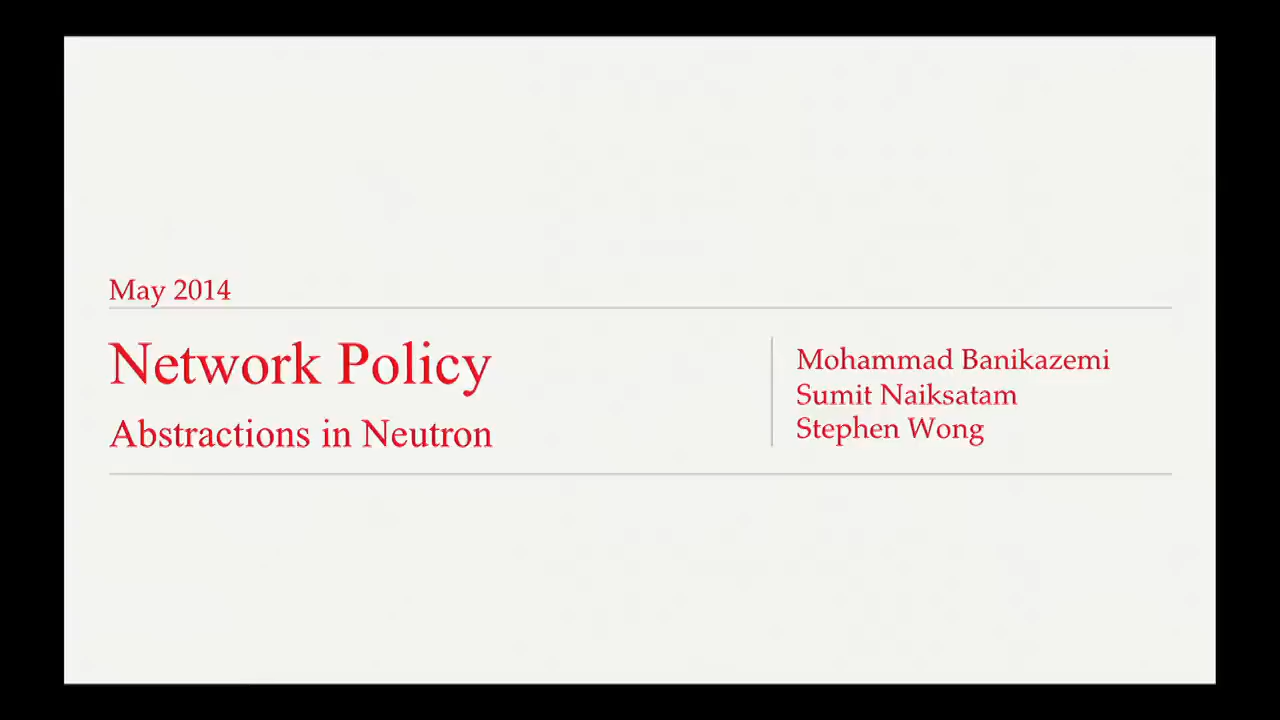 May 2014
Network Policy
Abstractions in Neutron
Mohammad Banikazemi
Sumit Naiksatam
Stephen Wong